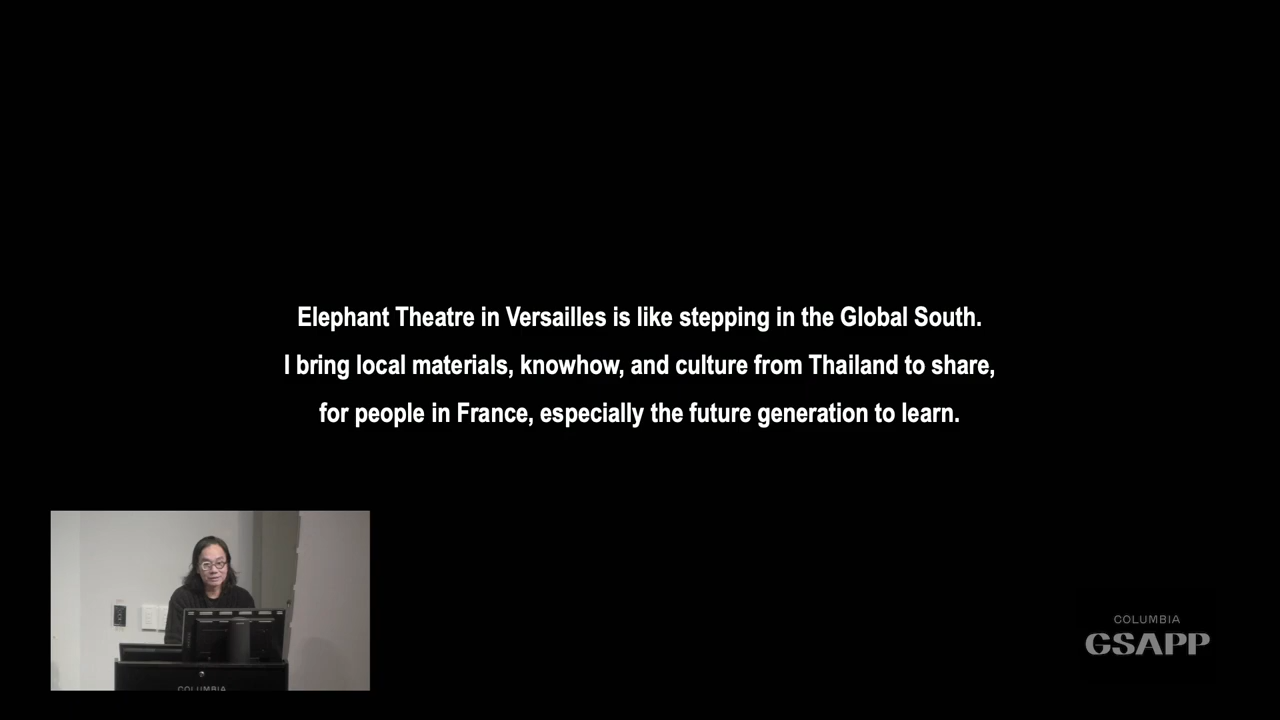 Elephant Theatre in Versailles is like stepping in the Global South.
I bring local materials, knowhow, and culture from Thailand to share,
for people in France, especially the future generation to learn.
COLUMBIA
COLUMBIA
GSAPP